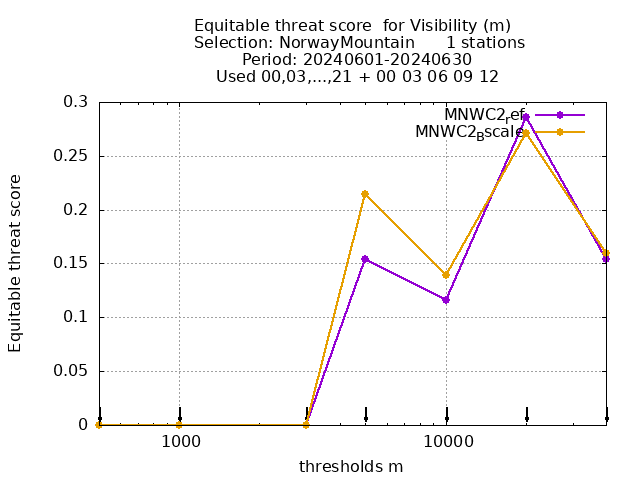 Equitable threat score for Visibility (m)
Selection: NorwayMountain 1 stations
Period: 20240601-20240630
Used 00,03,...,21 + 00 03 06 09 12
MNWC2_ref
MNWC2_Bscale
0.3
0.25
0.2
0.15
0.1
0.05
0
Equitable threat score
1000
10000
thresholds m